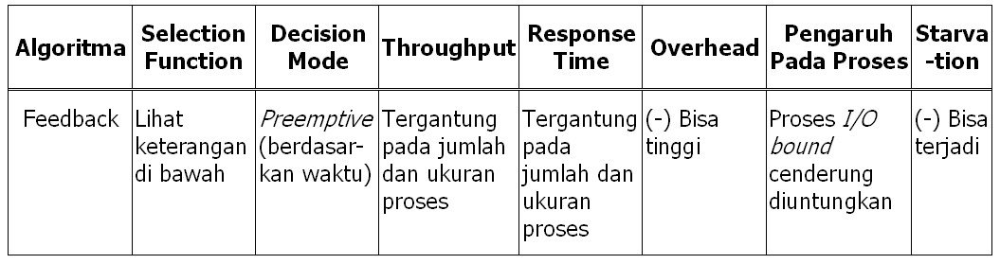 Algoritma
Selection
Function
Decision
Mode
Throughput
Response
Time
Overhead
Pengaruh
Pada Proses
Starva
-tion
Feedback
Lihat
keterangan
di bawah
Preemptive
(berdasar-
kan waktu)
Tergantung
pada jumlah
dan ukuran
proses
Tergantung
pada
jumlah dan
ukuran
proses
(-) Bisa
tinggi
Proses I/O
bound
cenderung
diuntungkan
(-) Bisa
terjadi